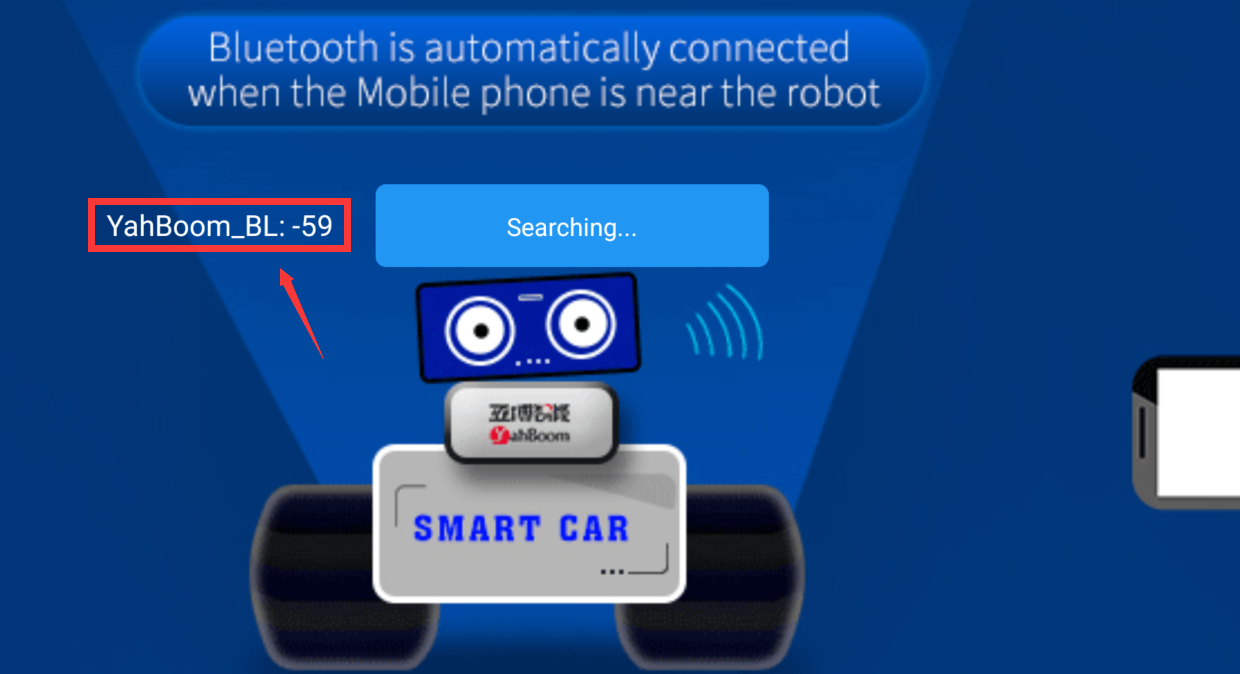 Bluetooth is automatically connected
when the Mobile phone is near the robot
YahBoom_BL: -59
Searching...
亚博智能
YahBoom
SMART CAR